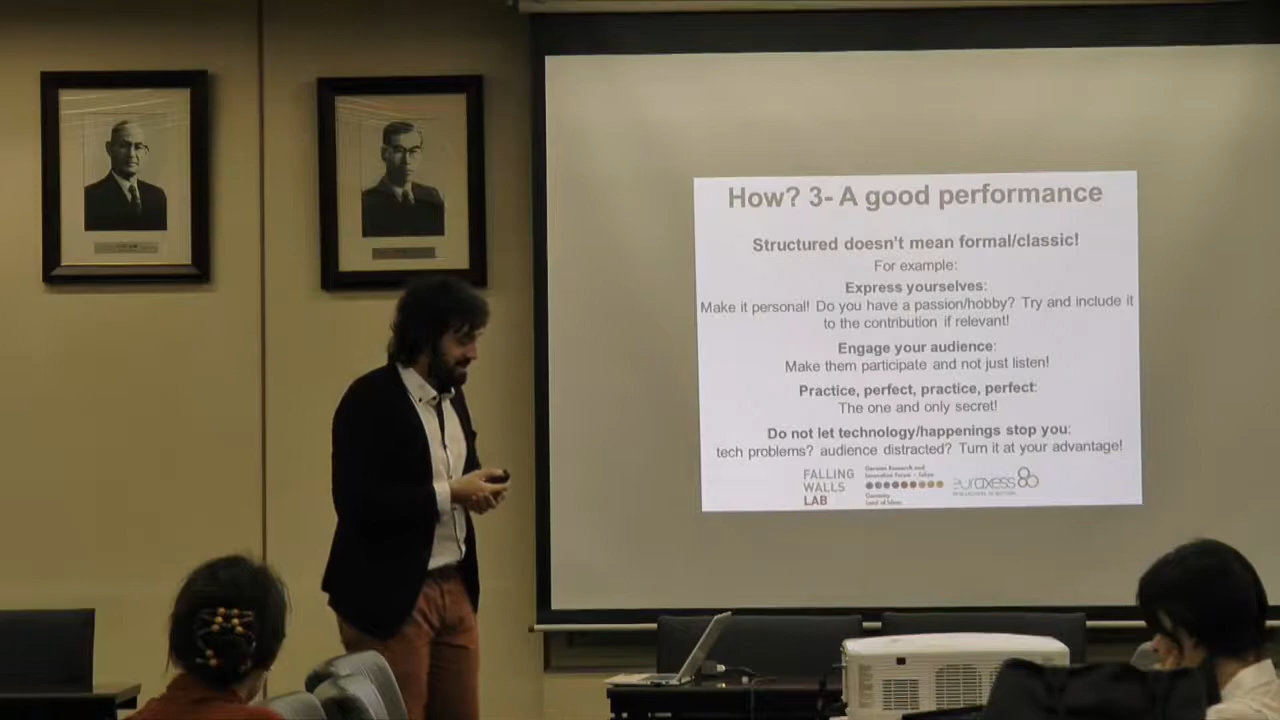 How? 3- A good performance
Structured doesn't mean formal/classic!
For example:
Express yourselves:
Make it personal! Do you have a passion/hobby? Try and include it
to the contribution if relevant!
Engage your audience:
Make them participate and not just listen!
Practice, perfect, practice, perfect:
The one and only secret!
Do not let technology/happenings stop you:
tech problems? audience distracted? Turn it at your advantage!
FALLING
WALLS
LAB
German Research and
Innovation Forum - Tokyo
Germany
Land of Ideas
euraxess